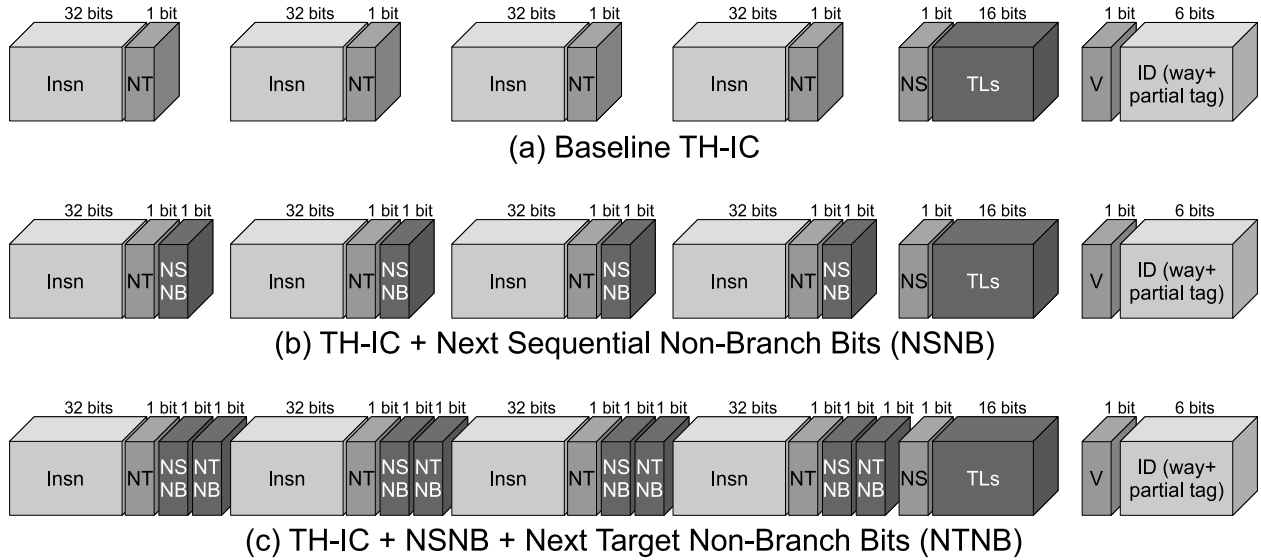 32 bits 1 bit 32 bits 1 bit 32 bits 1 bit 32 bits 1 bit 1 bit 16 bits 1 bit 6 bits
Insn NT Insn NT Insn NT Insn NT NS TLs V ID (way+
partial tag)
(a) Baseline TH-IC
32 bits 1 bit 1 bit 32 bits 1 bit 1 bit 32 bits 1 bit 1 bit 32 bits 1 bit 1 bit 1 bit 16 bits 1 bit 6 bits
Insn NT NS NB Insn NT NS NB Insn NT NS NB Insn NT NS NB NS TLs V ID (way+
partial tag)
(b) TH-IC + Next Sequential Non-Branch Bits (NSNB)
32 bits 1 bit 1 bit 1 bit 32 bits 1 bit 1 bit 1 bit 32 bits 1 bit 1 bit 1 bit 32 bits 1 bit 1 bit 1 bit 1 bit 16 bits 1 bit 6 bits
Insn NT NS NB NT NB Insn NT NS NB NT NB Insn NT NS NB NT NB Insn NT NS NB NT NB NS TLs V ID (way+
partial tag)
(c) TH-IC + NSNB + Next Target Non-Branch Bits (NTNB)